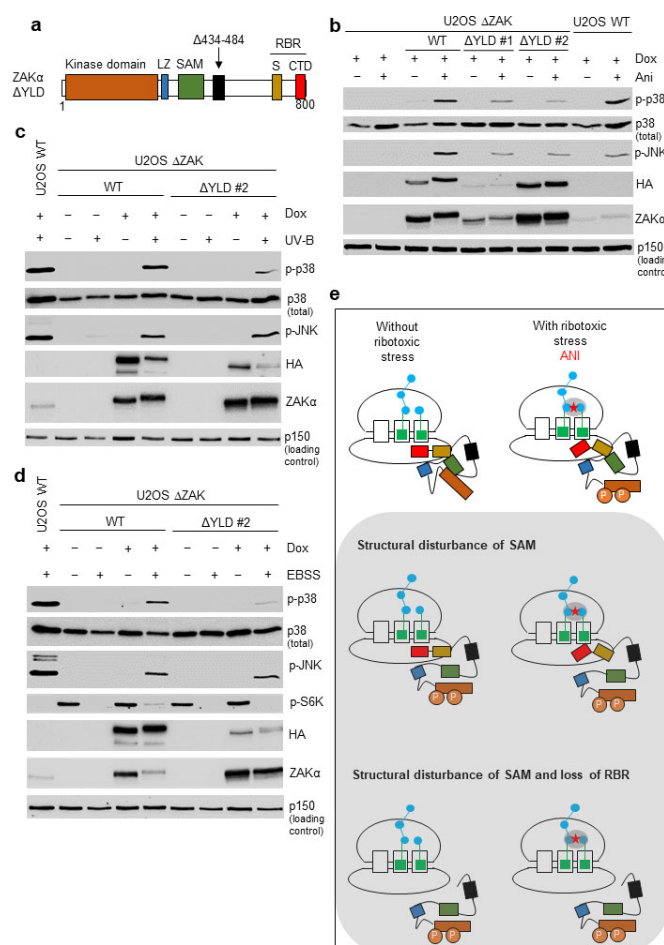 a
Δ434-484
RBR
Kinase domain
LZ
SAM
S
CTD
ZAKα
ΔYLD
1
800
b
U2OS ΔZAK
U2OS WT
WT
ΔYLD #1
ΔYLD #2
+ + + + + + + + + + Dox
- + - + - + - + - + Ani
p-p38
p38
(total)
p-JNK
HA
ZAKα
p150
(loading
control)
c
U2OS WT
U2OS ΔZAK
WT
ΔYLD #2
+ - - + + - - + + Dox
+ - + - + - + - + UV-B
p-p38
p38
(total)
p-JNK
HA
ZAKα
p150
(loading
control)
d
U2OS WT
U2OS ΔZAK
WT
ΔYLD #2
+ - - + + - - + + Dox
+ - + - + - + - + EBSS
p-p38
p38
(total)
p-JNK
p-S6K
HA
ZAKα
p150
(loading
control)
e
Without
ribotoxic
stress
With ribotoxic
stress
ANI
P P
Structural disturbance of SAM
P P
P P
Structural disturbance of SAM and loss of RBR
P P
P P